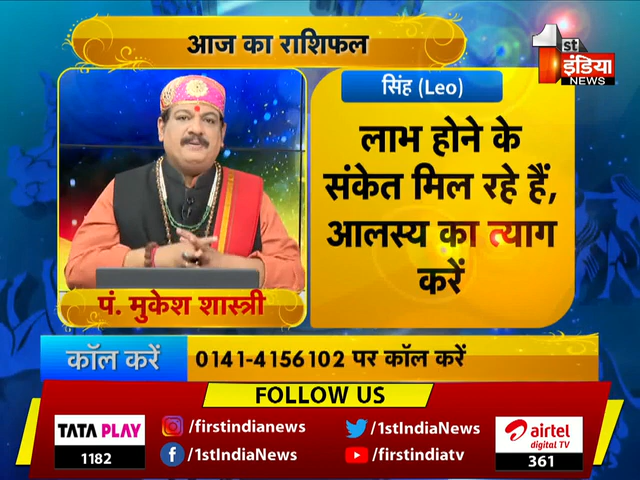 आज का राशिफल
1st
इंडिया
NEWS
सिंह (Leo)
लाभ होने के
संकेत मिल रहे हैं,
आलस्य का त्याग
करें
पं. मुकेश शास्त्री
कॉल करें
0141-4156102 पर कॉल करें
FOLLOW US
TATA PLAY
1182
/firstindianews
/1stIndiaNews
/1stIndiaNews
/firstindiatv
airtel
digital TV
361